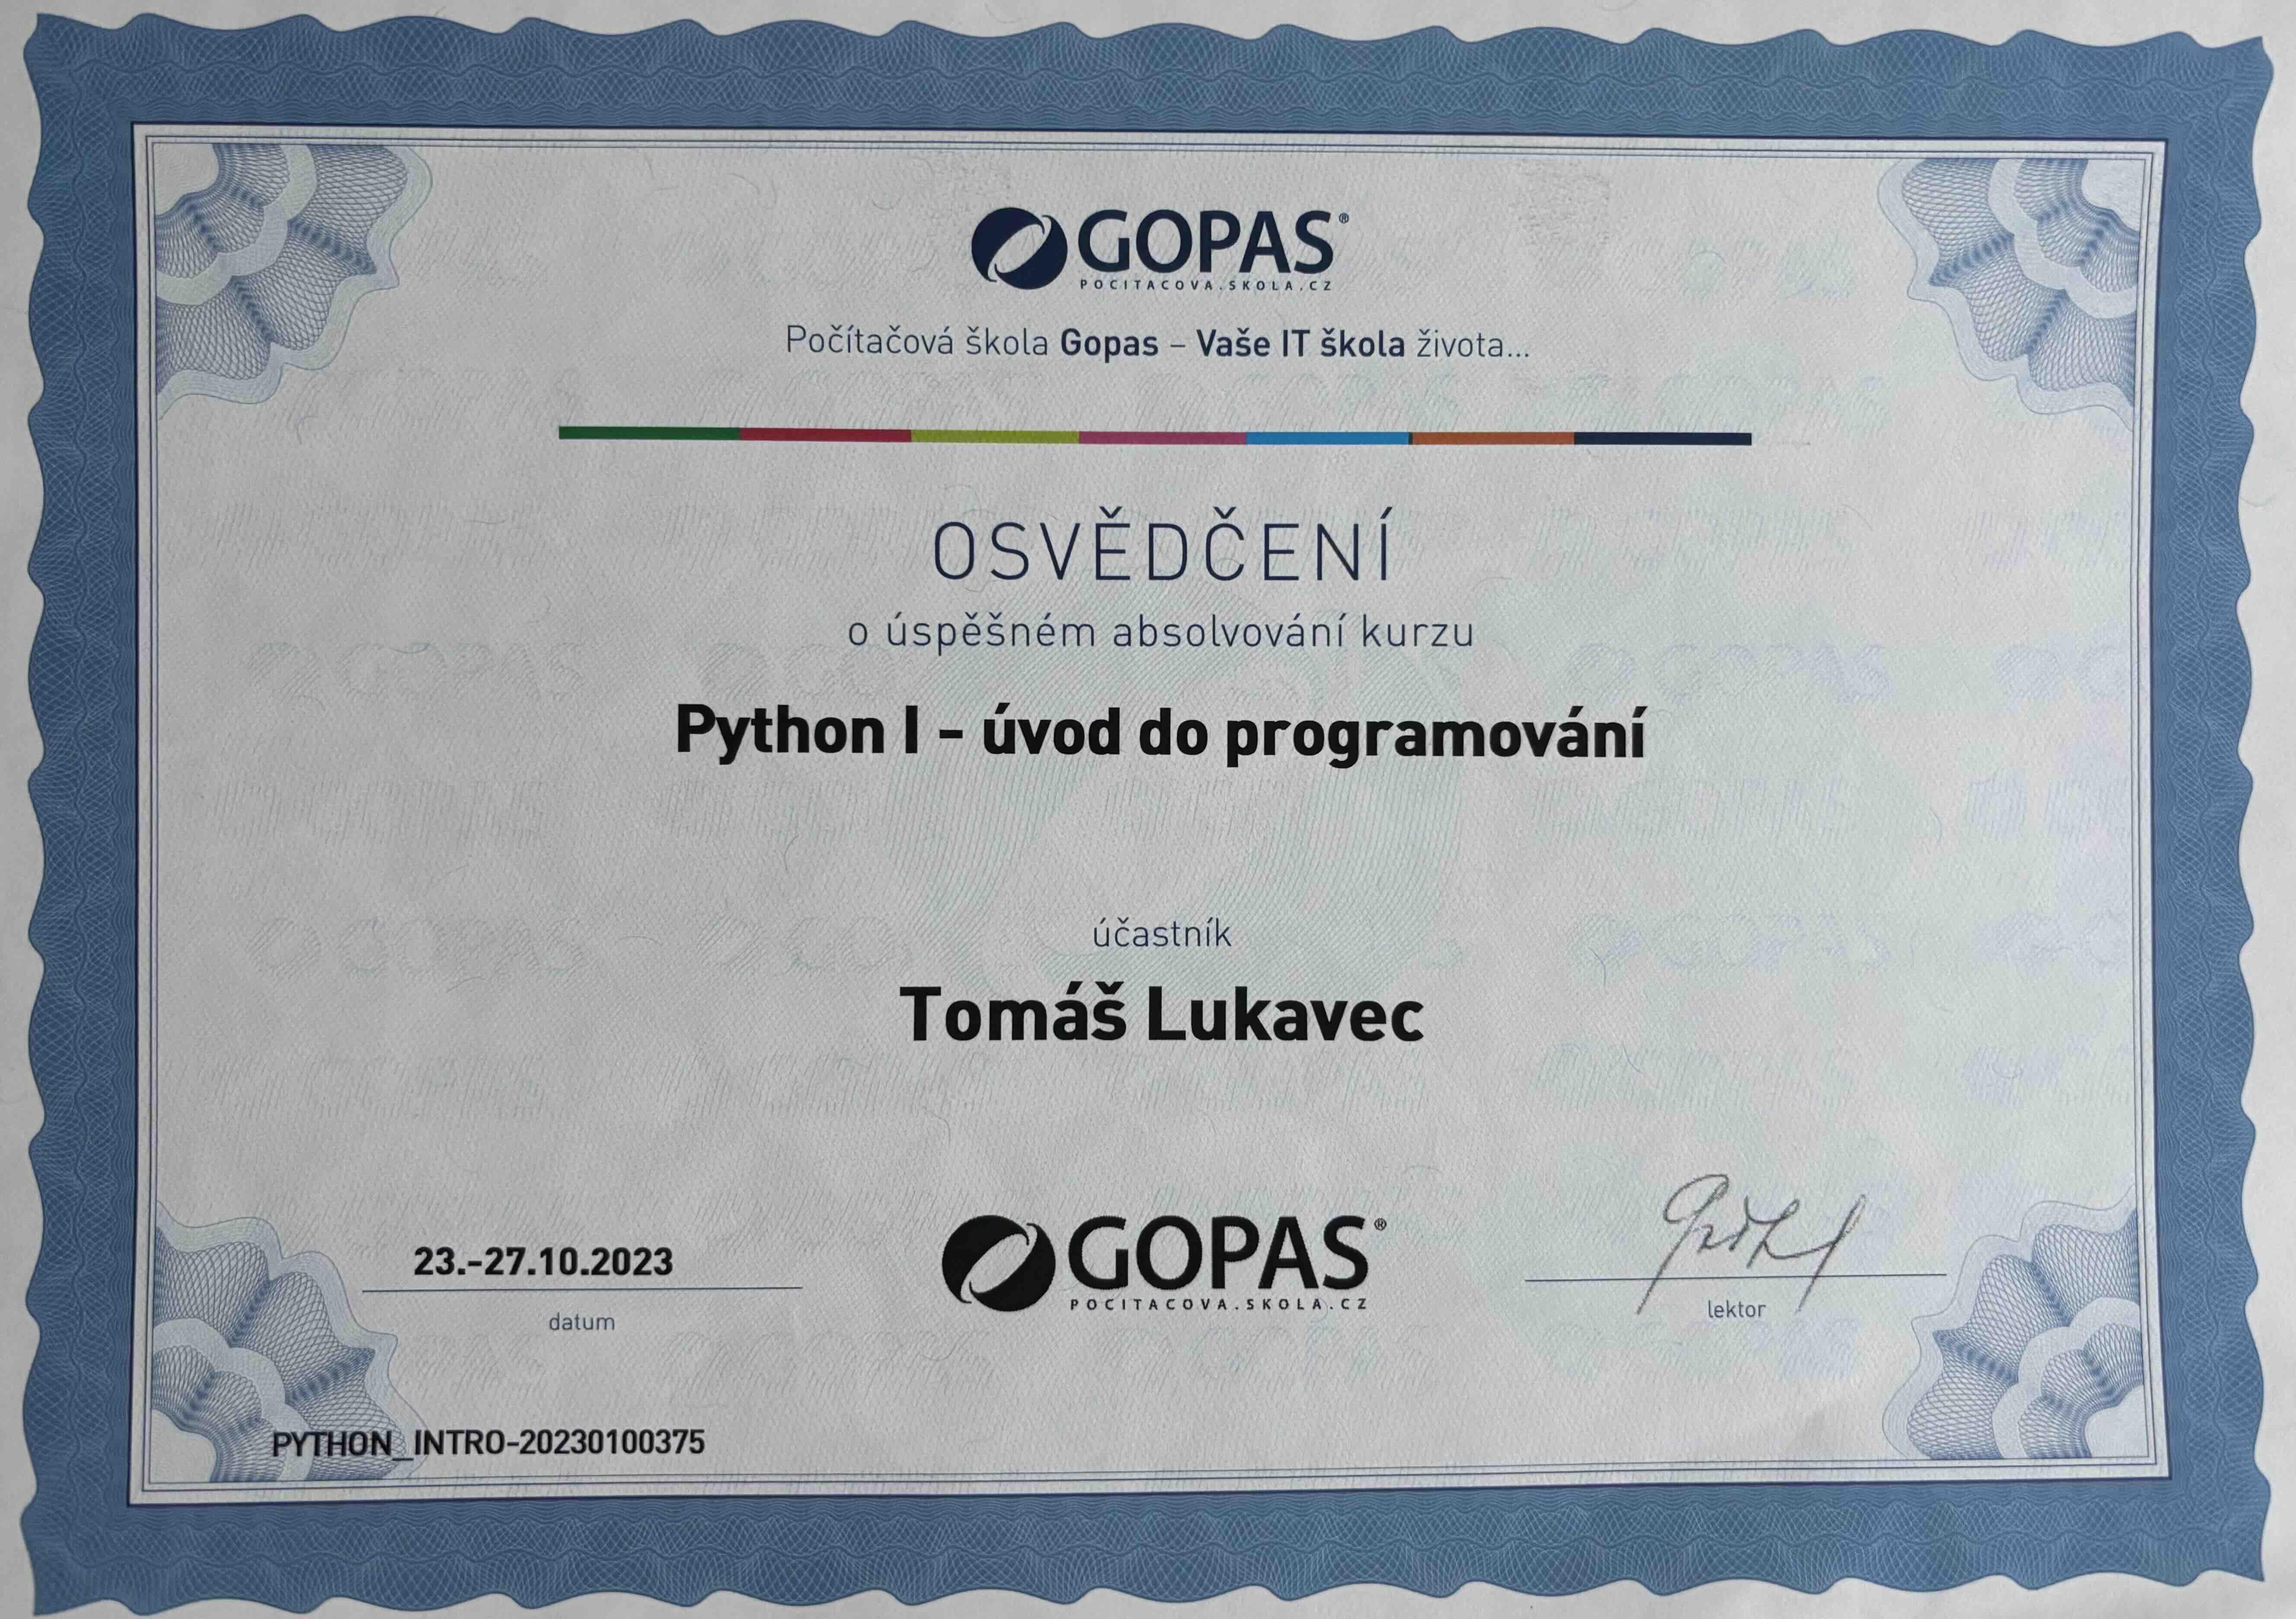 GOPAS®
POCITACOVA.SKOLA.CZ
Počítačová škola Gopas – Vaše IT škola života...
OSVĚDČENÍ
o úspěšném absolvování kurzu
Python I - úvod do programování
účastník
Tomáš Lukavec
23.-27.10.2023
datum
GOPAS®
POCITACOVA.SKOLA.CZ
lektor
PYTHON_INTRO-20230100375